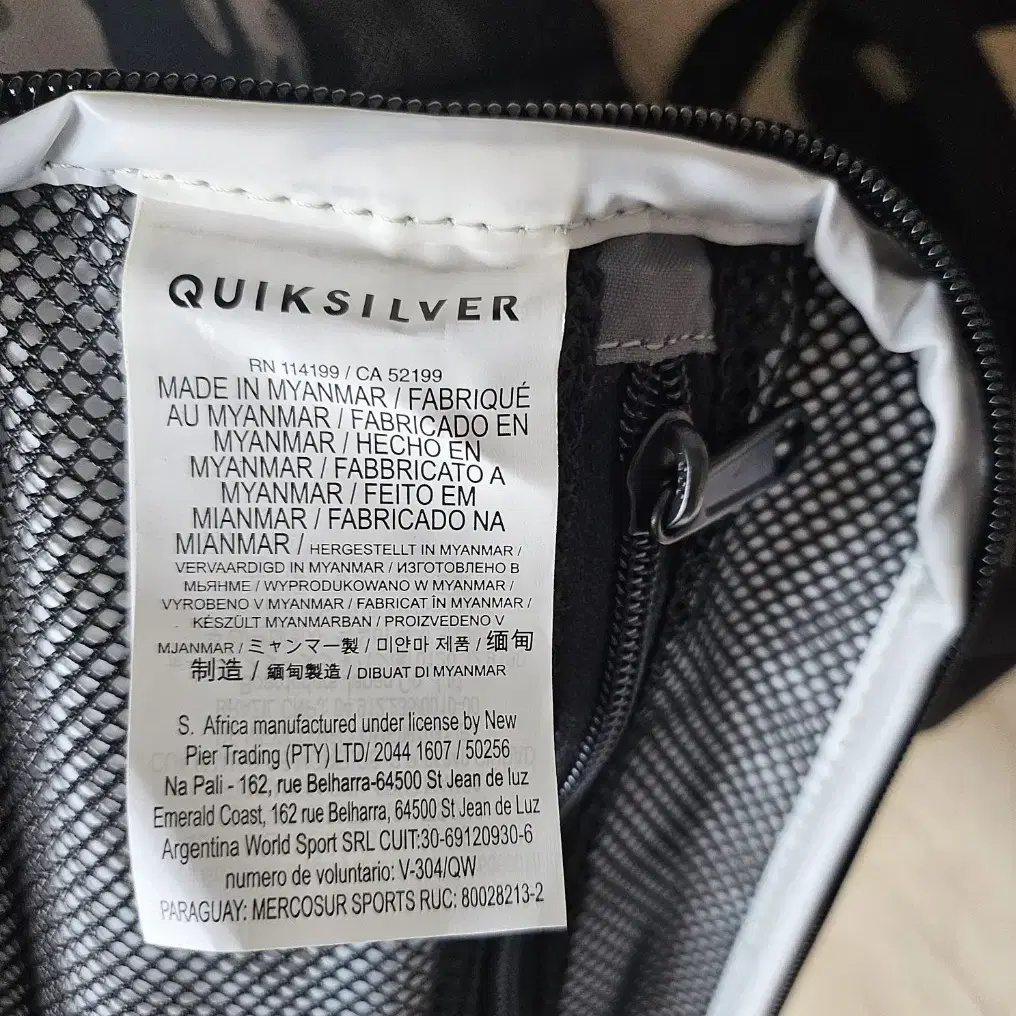 QUIKSILVER
RN 114199 / CA 52199
MADE IN MYANMAR / FABRIQUÉ
AU MYANMAR / FABRICADO EN
MYANMAR / HECHO EN
MYANMAR / FABBRICATO A
MYANMAR / FEITO EM
MIANMAR / FABRICADO NA
MIANMAR / HERGESTELLT IN MYANMAR /
VERVAARDIGD IN MYANMAR / ИЗГОТОВЛЕНО В
МЬЯНМЕ / WYPRODUKOWANO W MYANMAR /
VYROBENO V MYANMAR / FABRICAT ÎN MYANMAR /
KÉSZÜLT MYANMARBAN / PROIZVEDENO V
MJANMAR / ミャンマー製 / 미얀마 제품 / 缅甸
制造 / 緬甸製造 / DIBUAT DI MYANMAR
S. Africa manufactured under license by New
Pier Trading (PTY) LTD/ 2044 1607 / 50256
Na Pali - 162, rue Belharra-64500 St Jean de luz
Emerald Coast, 162 rue Belharra, 64500 St Jean de Luz
Argentina World Sport SRL CUIT:30-69120930-6
numero de voluntario: V-304/QW
PARAGUAY: MERCOSUR SPORTS RUC: 80028213-2